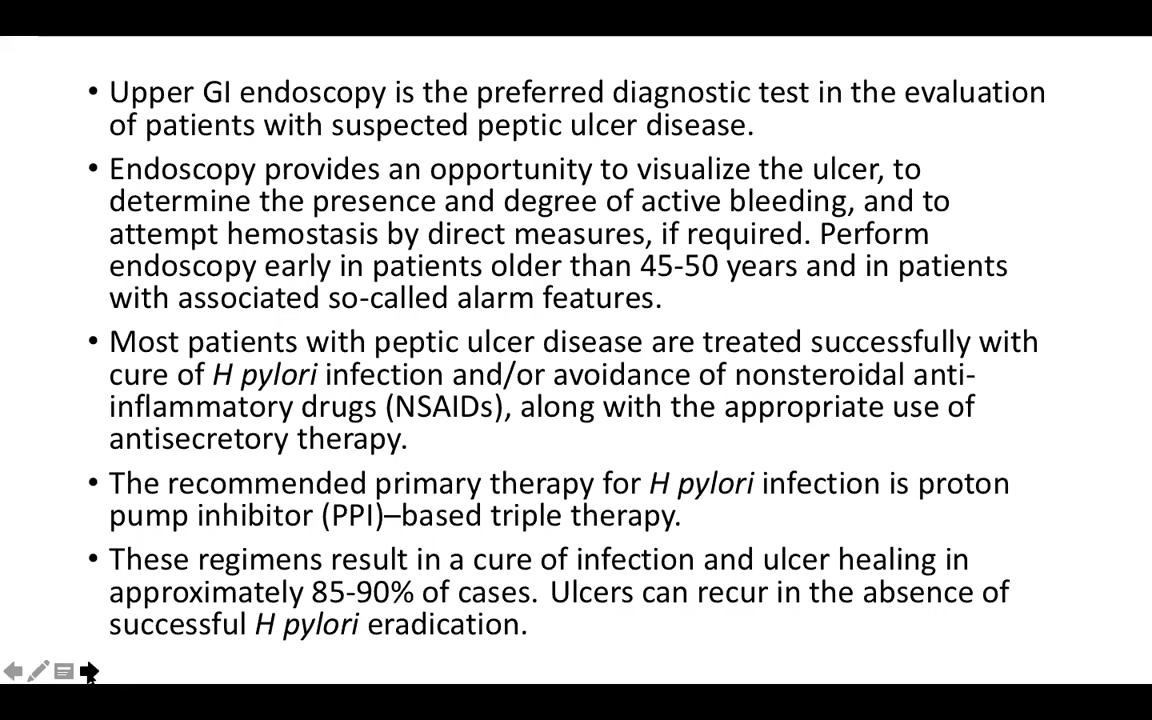 • Upper GI endoscopy is the preferred diagnostic test in the evaluation
of patients with suspected peptic ulcer disease.
• Endoscopy provides an opportunity to visualize the ulcer, to
determine the presence and degree of active bleeding, and to
attempt hemostasis by direct measures, if required. Perform
endoscopy early in patients older than 45-50 years and in patients
with associated so-called alarm features.
• Most patients with peptic ulcer disease are treated successfully with
cure of H pylori infection and/or avoidance of nonsteroidal anti-
inflammatory drugs (NSAIDs), along with the appropriate use of
antisecretory therapy.
• The recommended primary therapy for H pylori infection is proton
pump inhibitor (PPI)–based triple therapy.
• These regimens result in a cure of infection and ulcer healing in
approximately 85-90% of cases.  Ulcers can recur in the absence of
successful H pylori eradication.